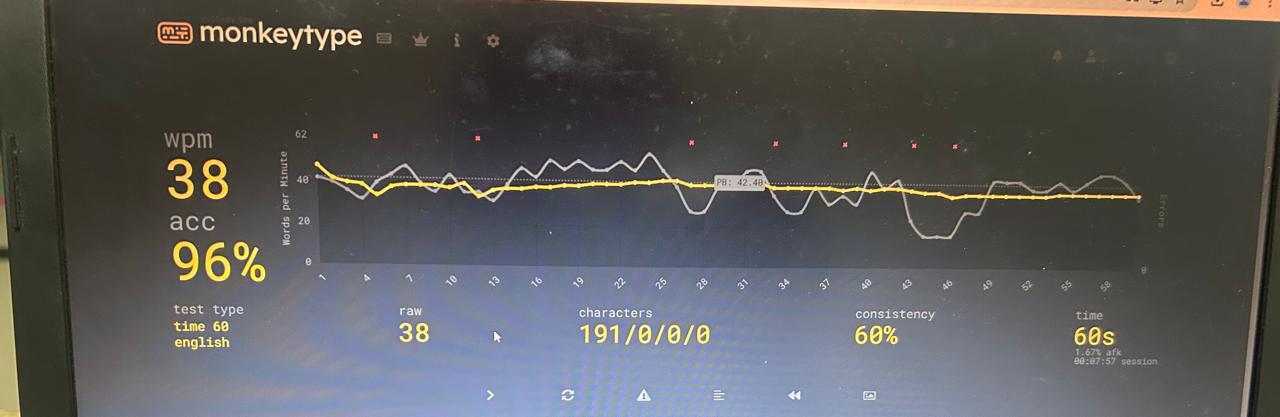 monkeytype
wpm
38
acc
96%
test type
time 60
english
Words per Minute
62
40
20
0
PB: 42.40
1 4 7 10 13 16 19 22 25 28 31 34 37 40 43 46 49 52 55 58
Errors
0
raw
38
characters
191/0/0/0
consistency
60%
time
60s
1.67% afk
00:07:57 session